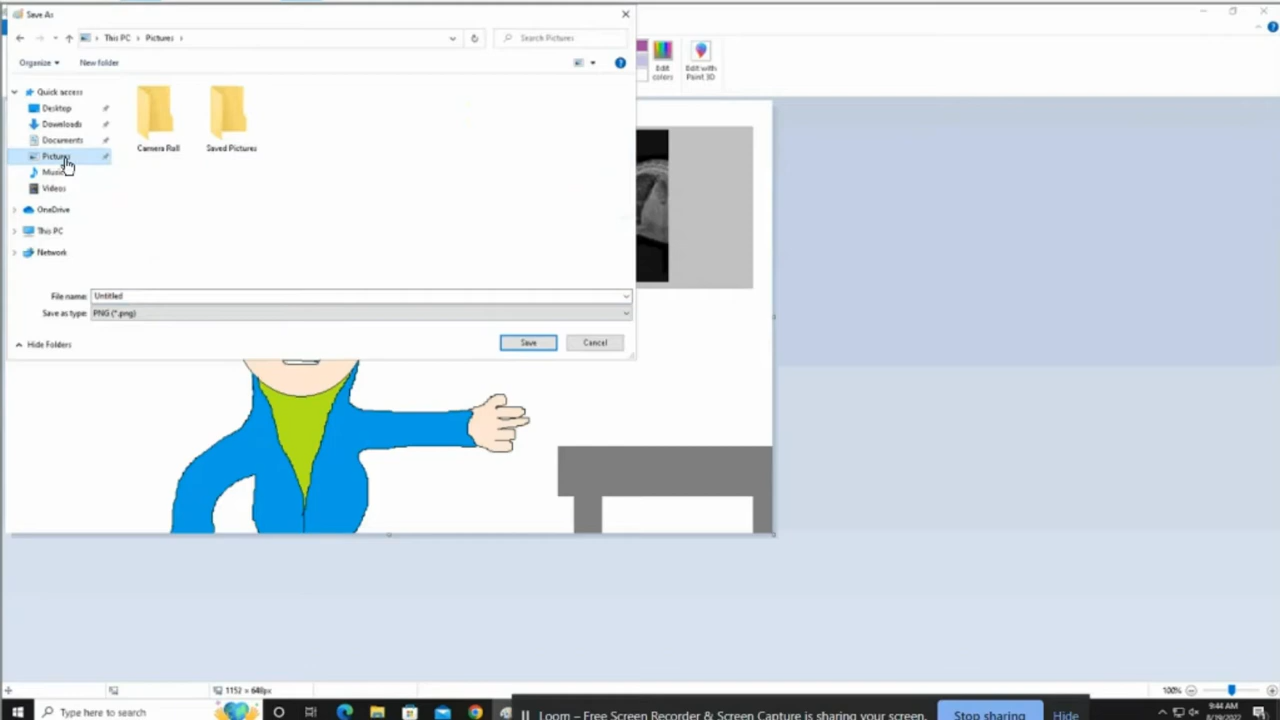 Save As
This PC > Pictures >
Search Pictures
Organize
New folder
Edit colors
Edit with Paint 3D
Quick access
Desktop
Downloads
Documents
Pictures
Music
Videos
OneDrive
This PC
Network
Camera Roll
Saved Pictures
File name: Untitled
Save as type: PNG (*.png)
Hide Folders
Save
Cancel
1152 × 648px
100%
Type here to search
Loom – Free Screen Recorder & Screen Capture is sharing your screen.
Stop sharing
Hide
9:44 AM